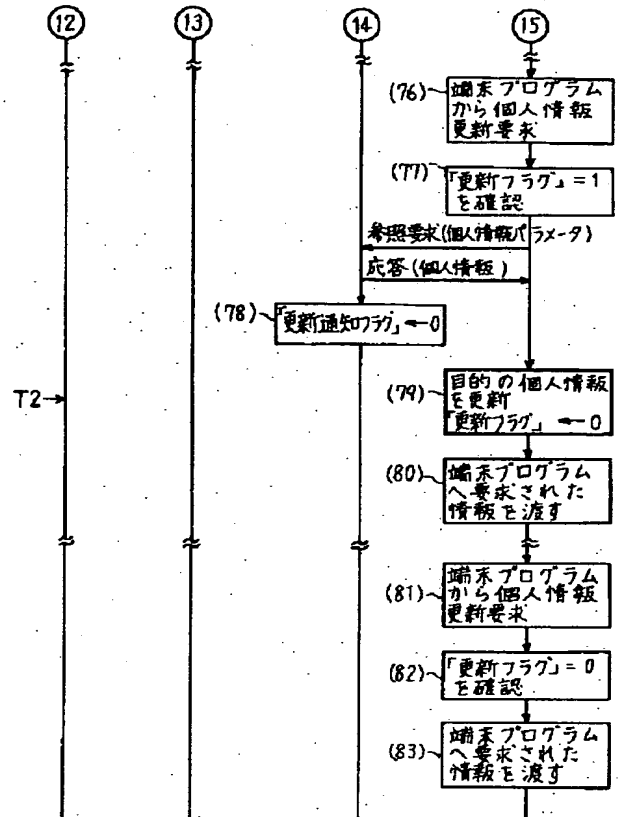 12 13 14 15
(76)
端末プログラム
から個人情報
更新要求
(77)
「更新フラグ」=1
を確認
参照要求(個人情報パラメータ)
応答(個人情報)
(78)
「更新通知フラグ」←0
T2→
(79)
目的の個人情報
を更新
「更新フラグ」←0
(80)
端末プログラム
へ要求された
情報を渡す
(81)
端末プログラム
から個人情報
更新要求
(82)
「更新フラグ」=0
を確認
(83)
端末プログラム
へ要求された
情報を渡す